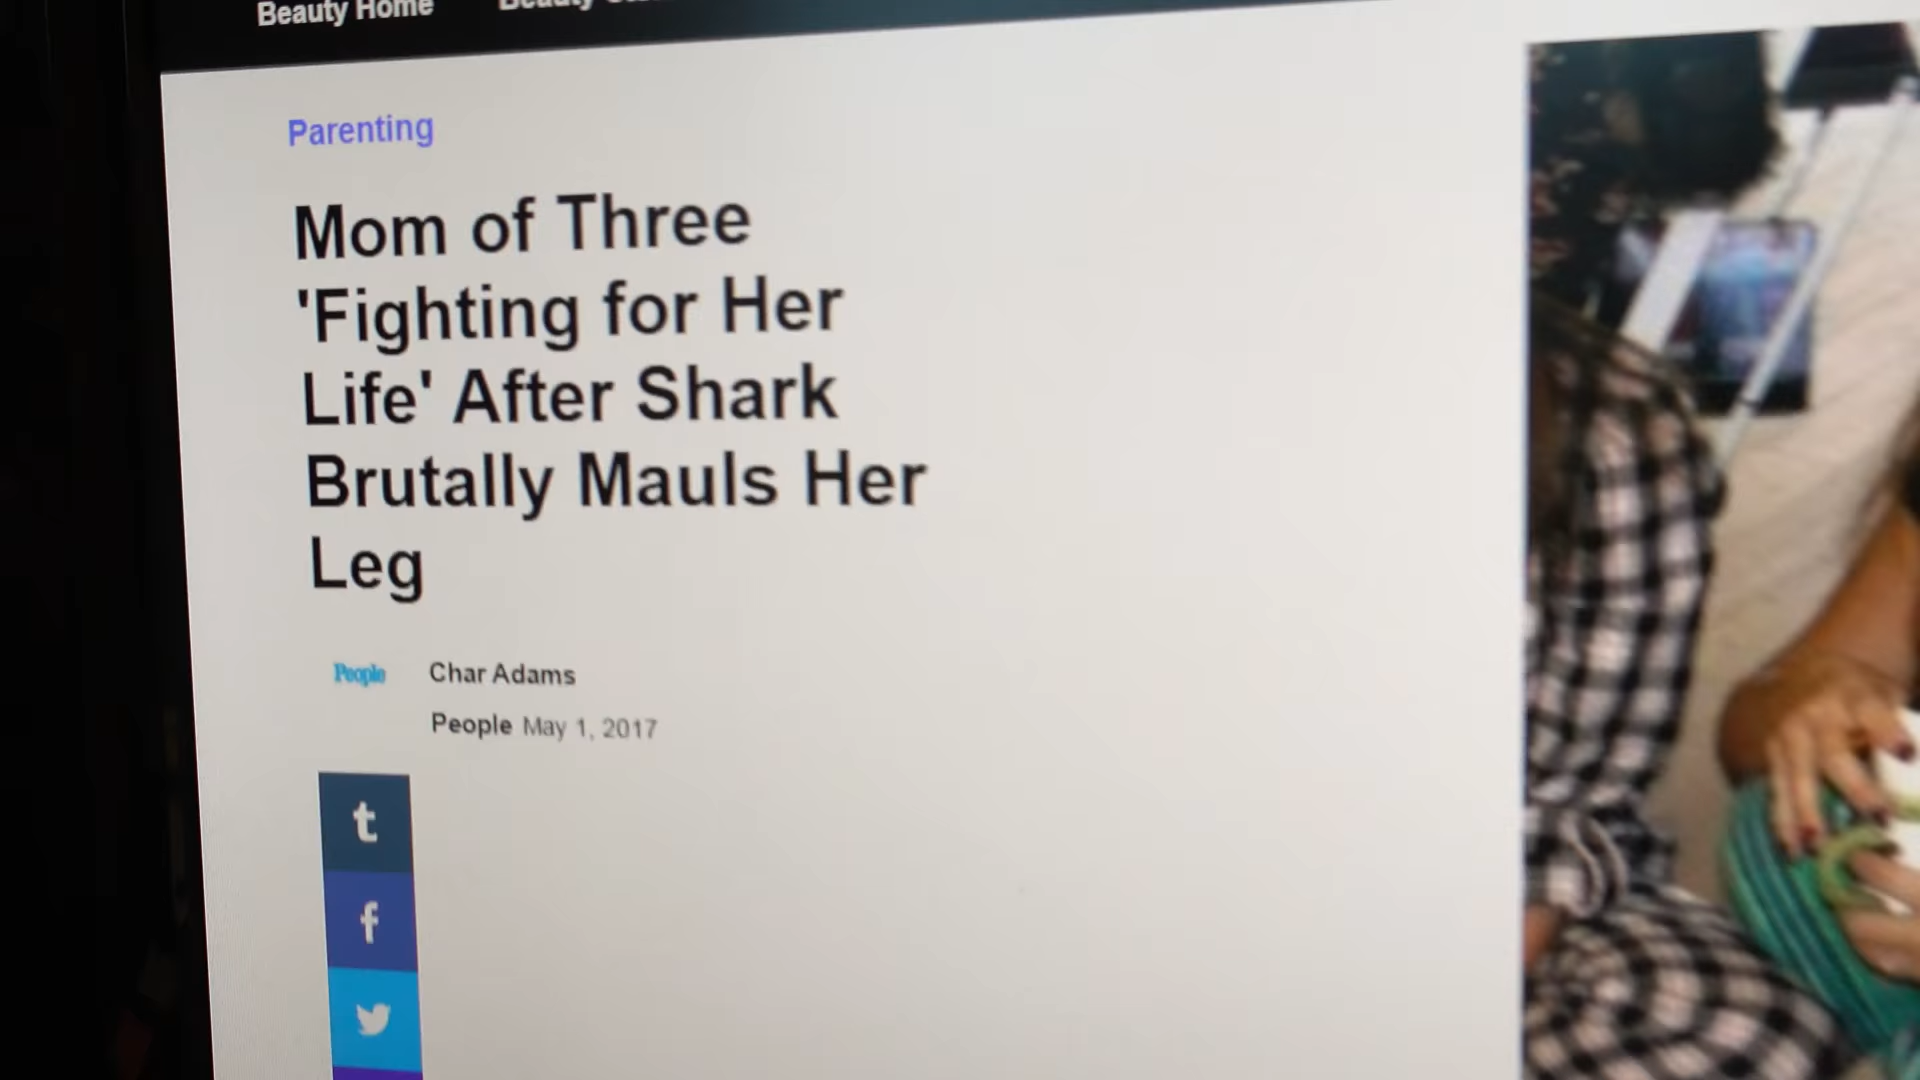 Beauty Home
Parenting
Mom of Three
'Fighting for Her
Life' After Shark
Brutally Mauls Her
Leg
People
Char Adams
People May 1, 2017
t
f